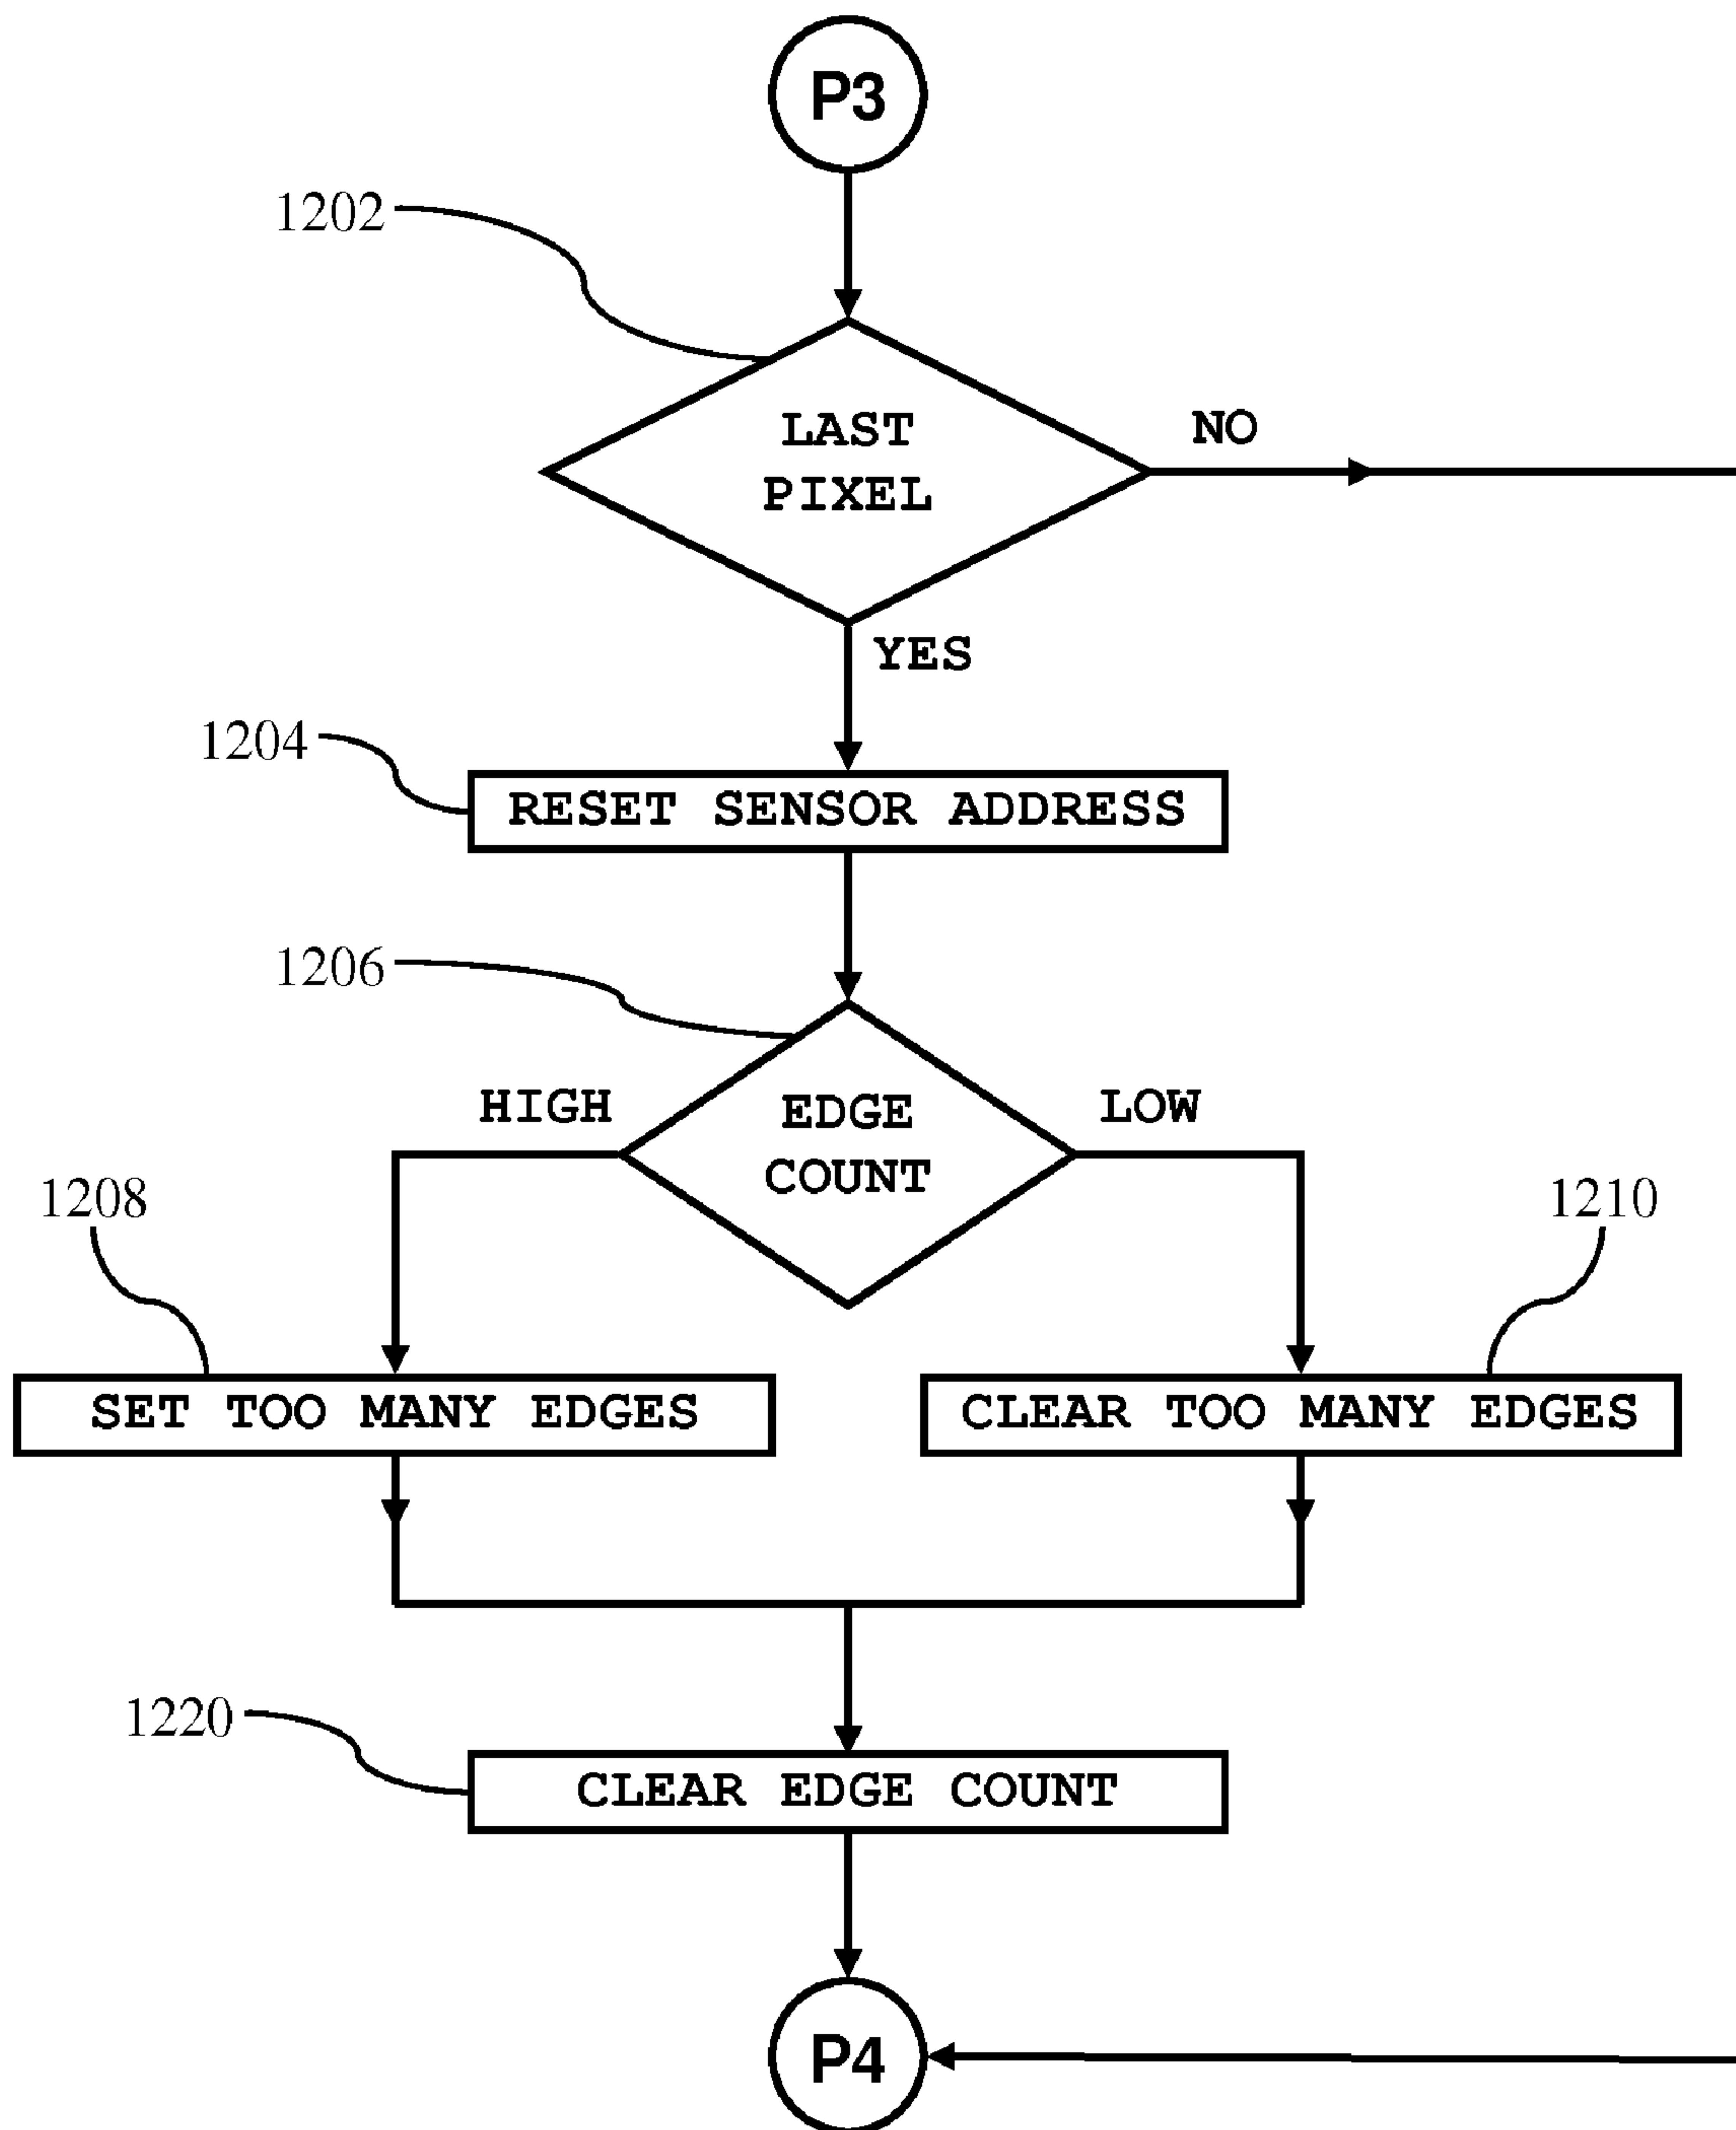 P3
1202
LAST
PIXEL
NO
YES
1204
RESET SENSOR ADDRESS
1206
HIGH
EDGE
COUNT
LOW
1208
1210
SET TOO MANY EDGES
CLEAR TOO MANY EDGES
1220
CLEAR EDGE COUNT
P4